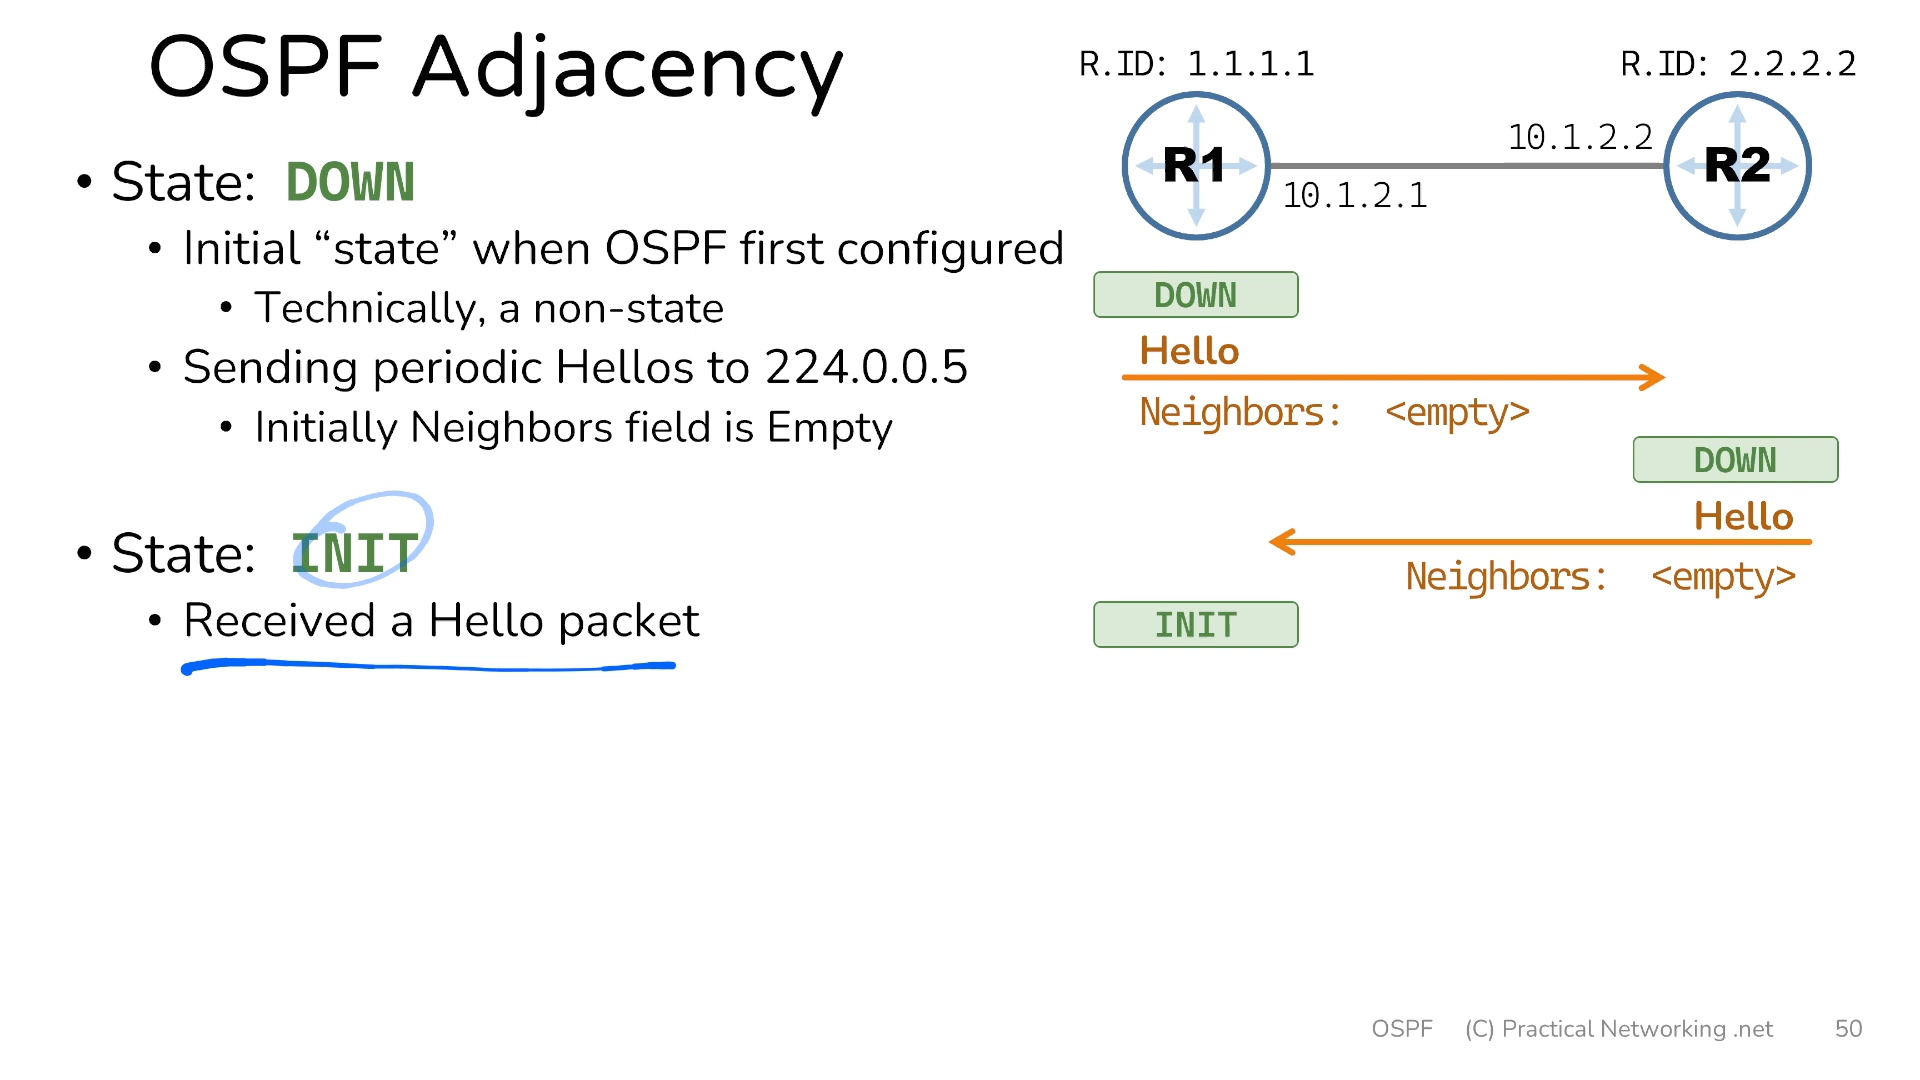 OSPF Adjacency
• State: DOWN
• Initial “state” when OSPF first configured
• Technically, a non-state
• Sending periodic Hellos to 224.0.0.5
• Initially Neighbors field is Empty
• State: INIT
• Received a Hello packet
R.ID: 1.1.1.1
R.ID: 2.2.2.2
R1
R2
10.1.2.2
10.1.2.1
DOWN
Hello
Neighbors: <empty>
DOWN
Hello
Neighbors: <empty>
INIT
OSPF (C) Practical Networking .net 50